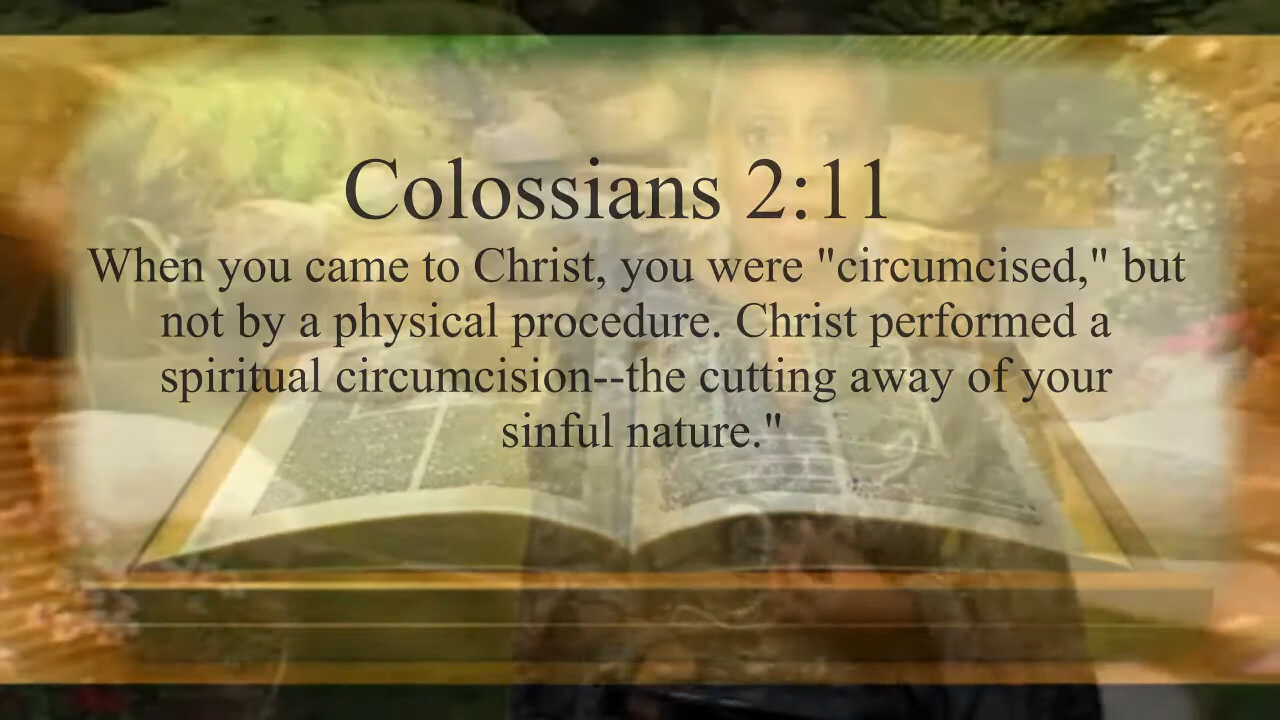 Colossians 2:11
When you came to Christ, you were "circumcised," but
not by a physical procedure. Christ performed a
spiritual circumcision--the cutting away of your
sinful nature."